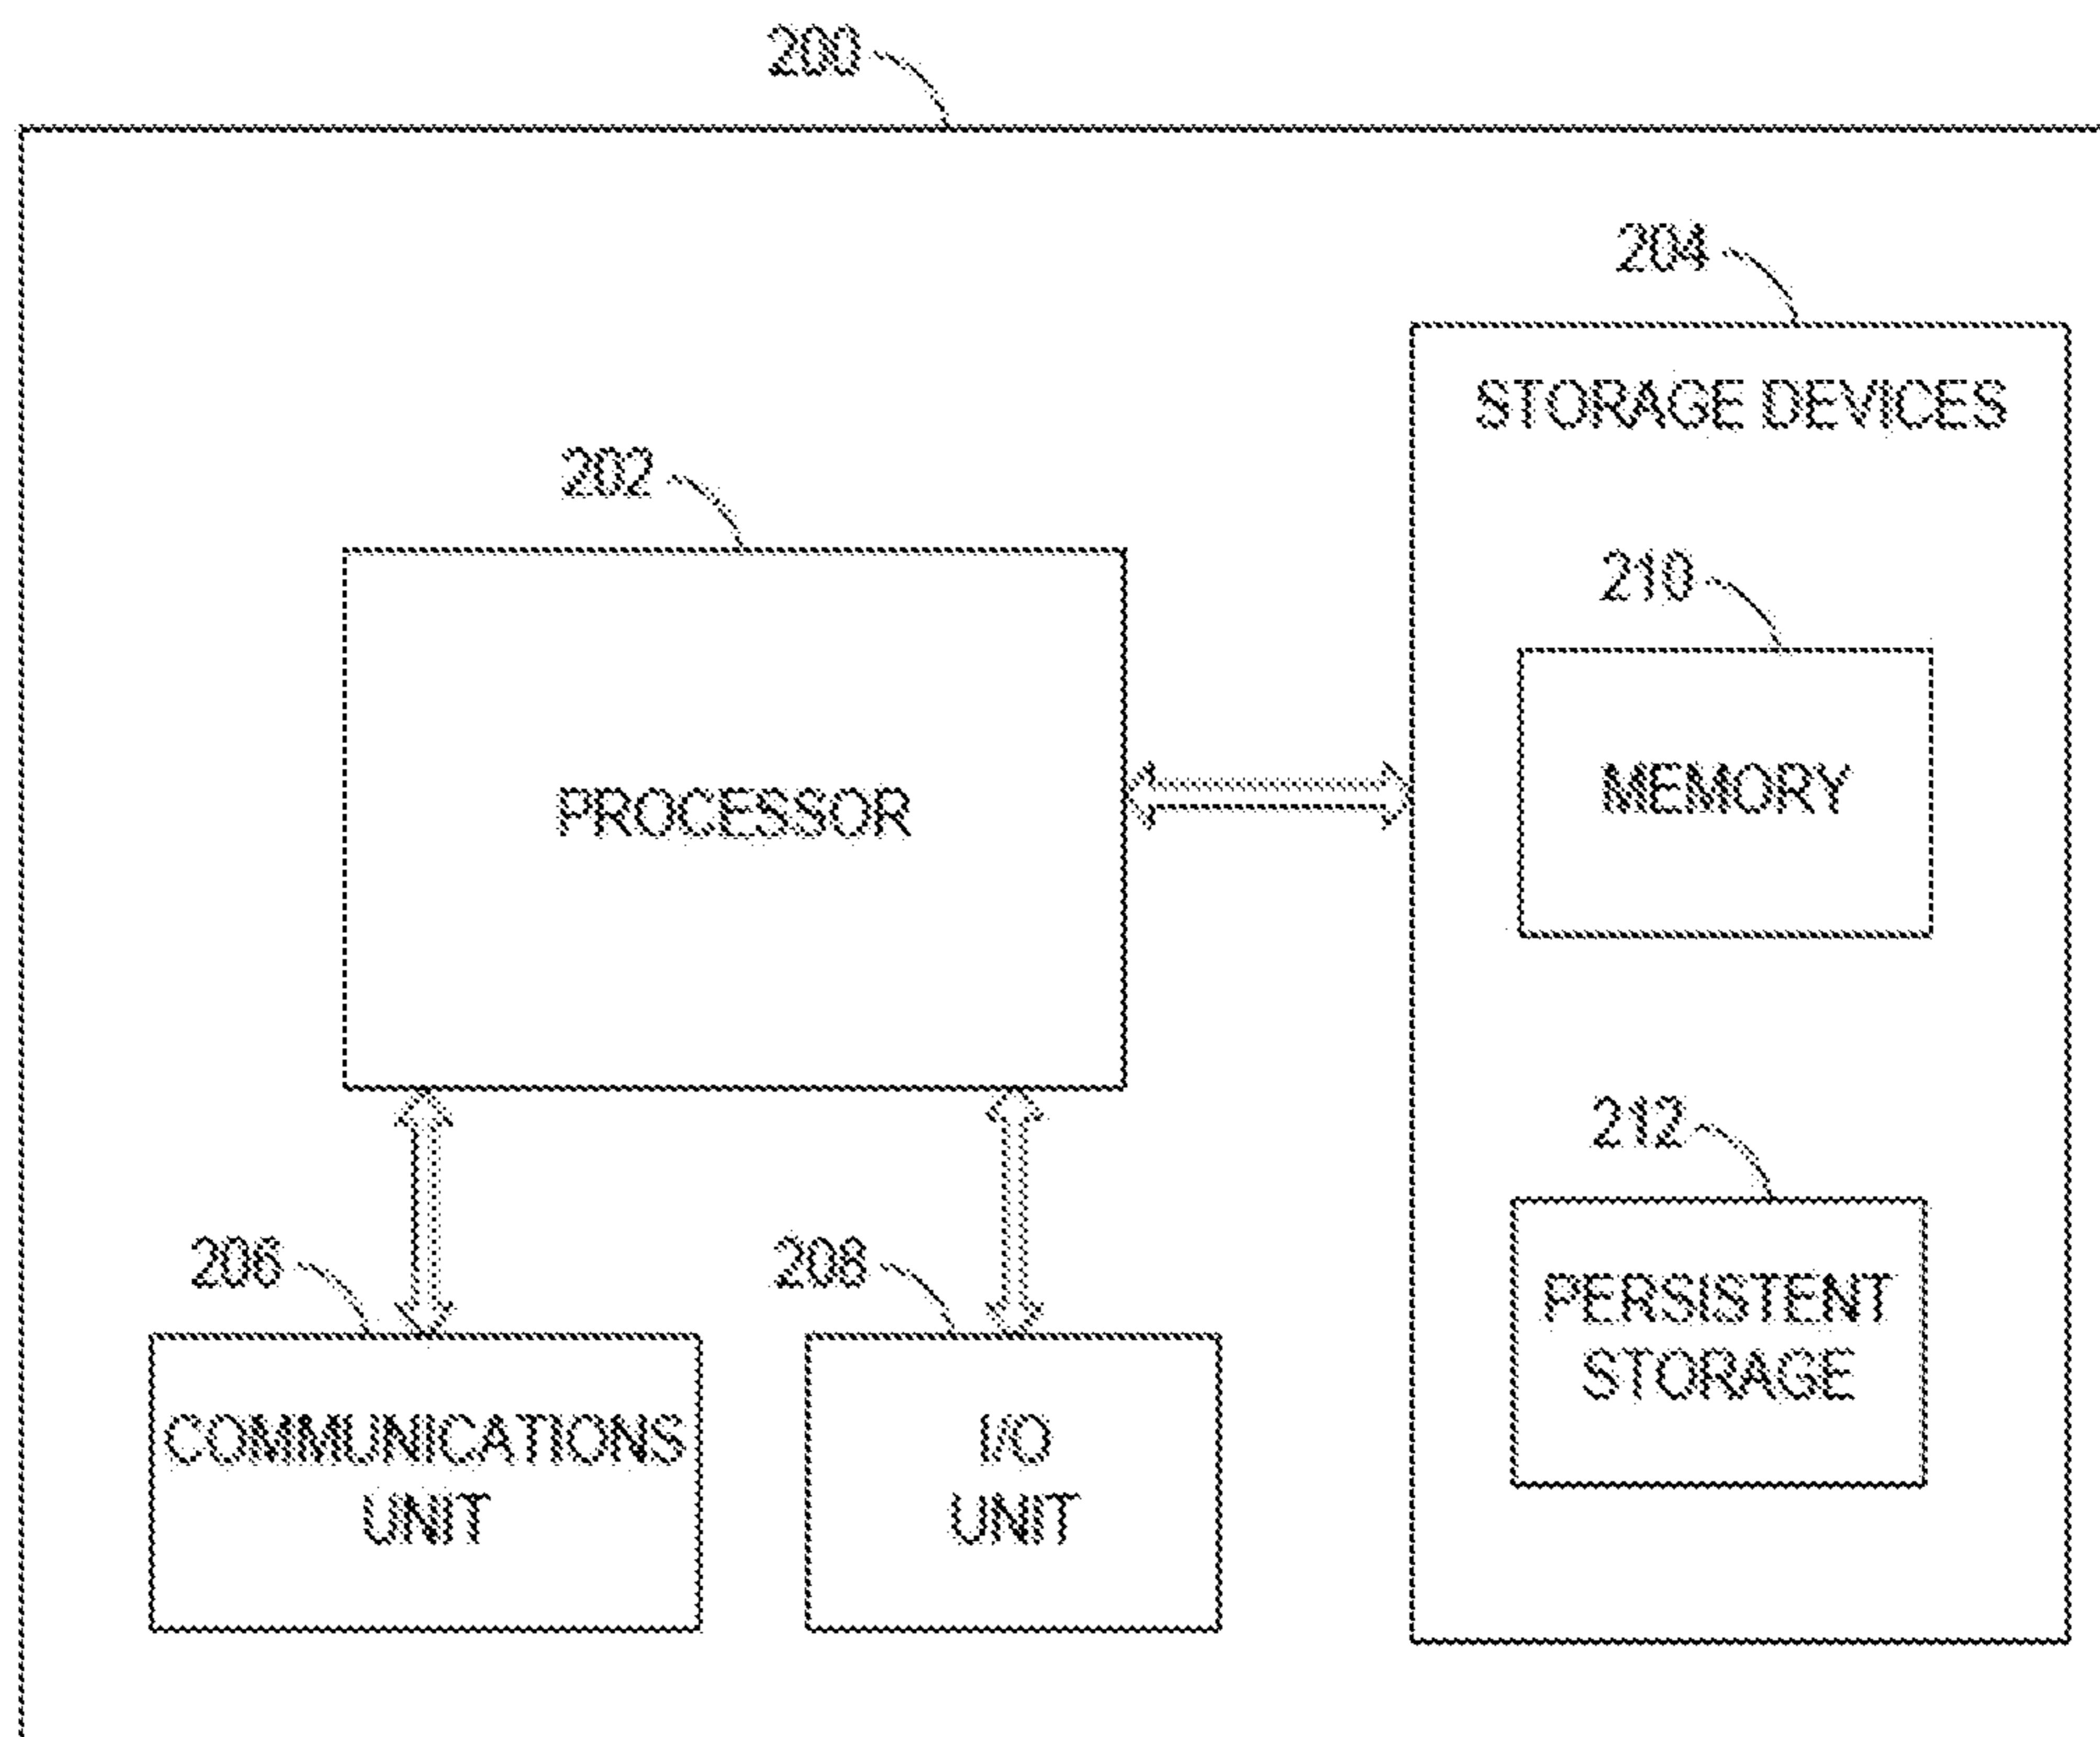 200
204
STORAGE DEVICES
202
210
PROCESSOR
MEMORY
212
206
208
PERSISTENT
STORAGE
COMMUNICATIONS
UNIT
I/O
UNIT